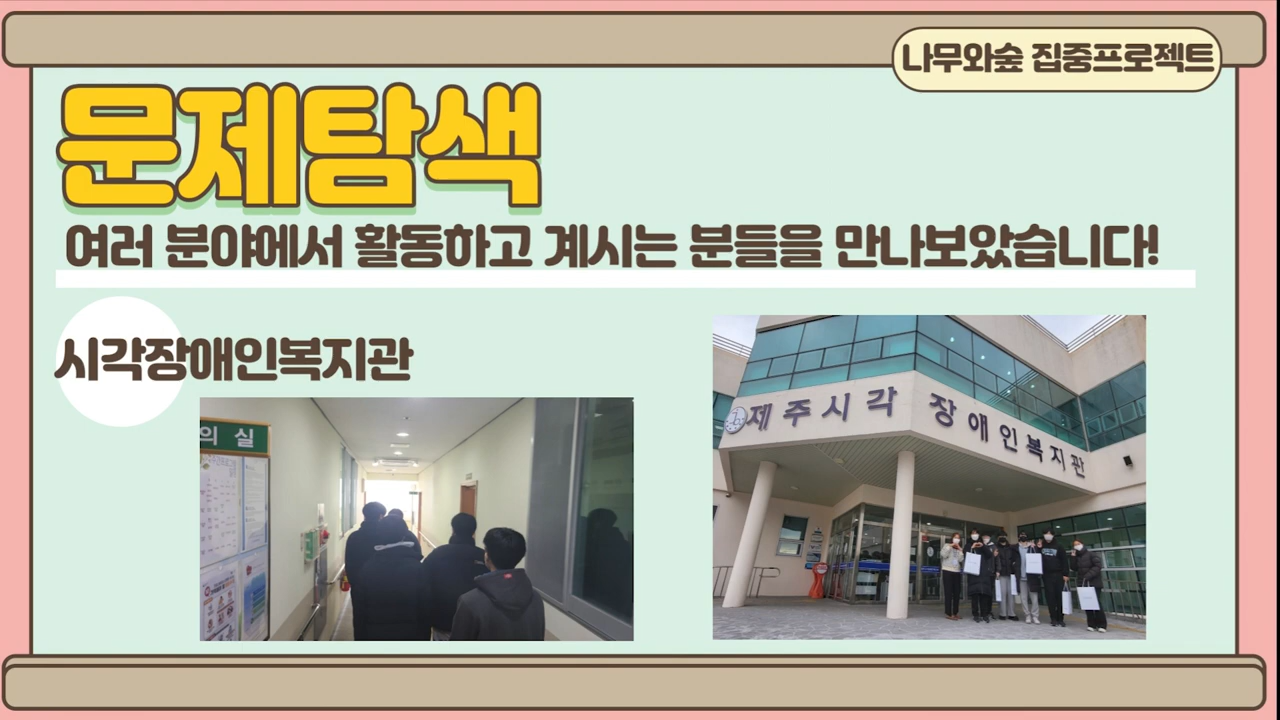 나무와숲 집중프로젝트
문제탐색
여러 분야에서 활동하고 계시는 분들을 만나보았습니다!
시각장애인복지관
의 실
제주시각 장애인복지관